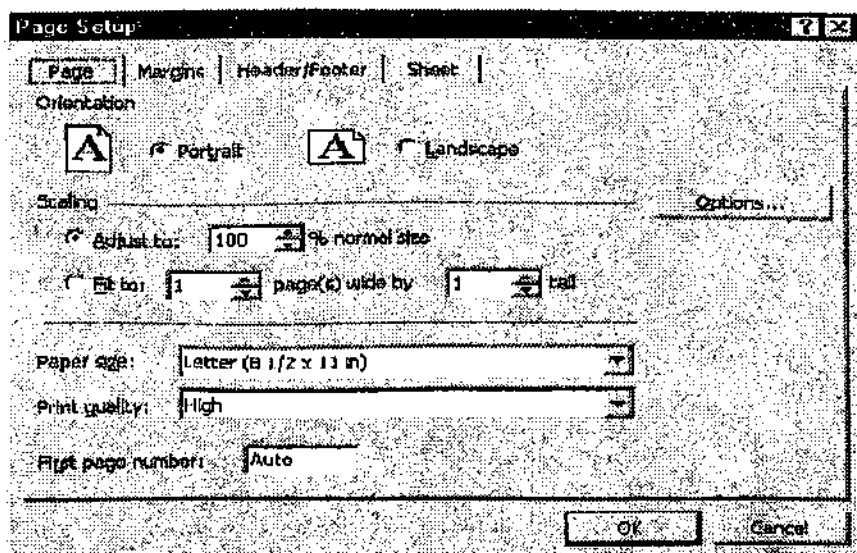 Page Setup
Page Margins Header/Footer Sheet
Orientation
A Portrait A Landscape
Scaling
Options...
Adjust to: 100 % normal size
Fit to: 1 page(s) wide by 1 tall
Paper size: Letter (8 1/2 x 11 in)
Print quality: High
First page number: Auto
OK Cancel